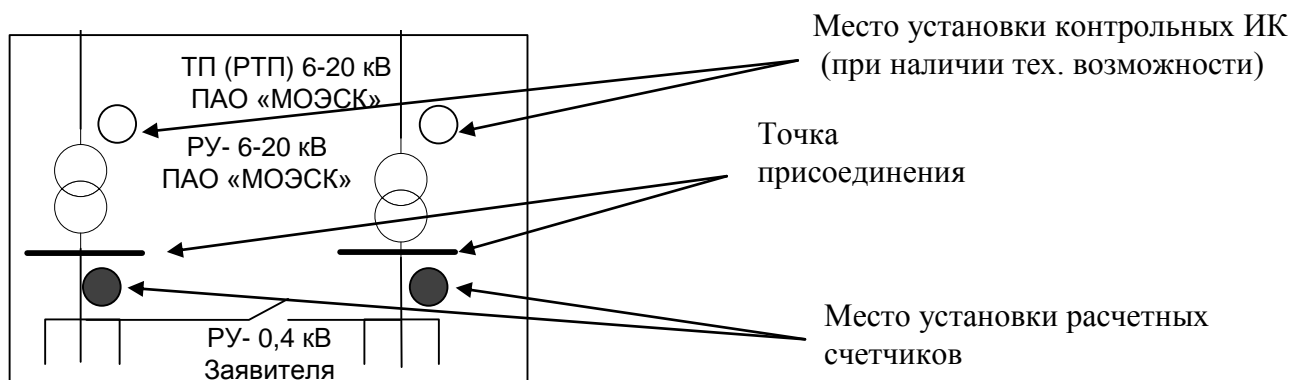 Место установки контрольных ИК
(при наличии тех. возможности)
ТП (РТП) 6-20 кВ
ПАО «МОЭСК»
РУ- 6-20 кВ
ПАО «МОЭСК»
Точка
присоединения
Место установки расчетных
счетчиков
РУ- 0,4 кВ
Заявителя